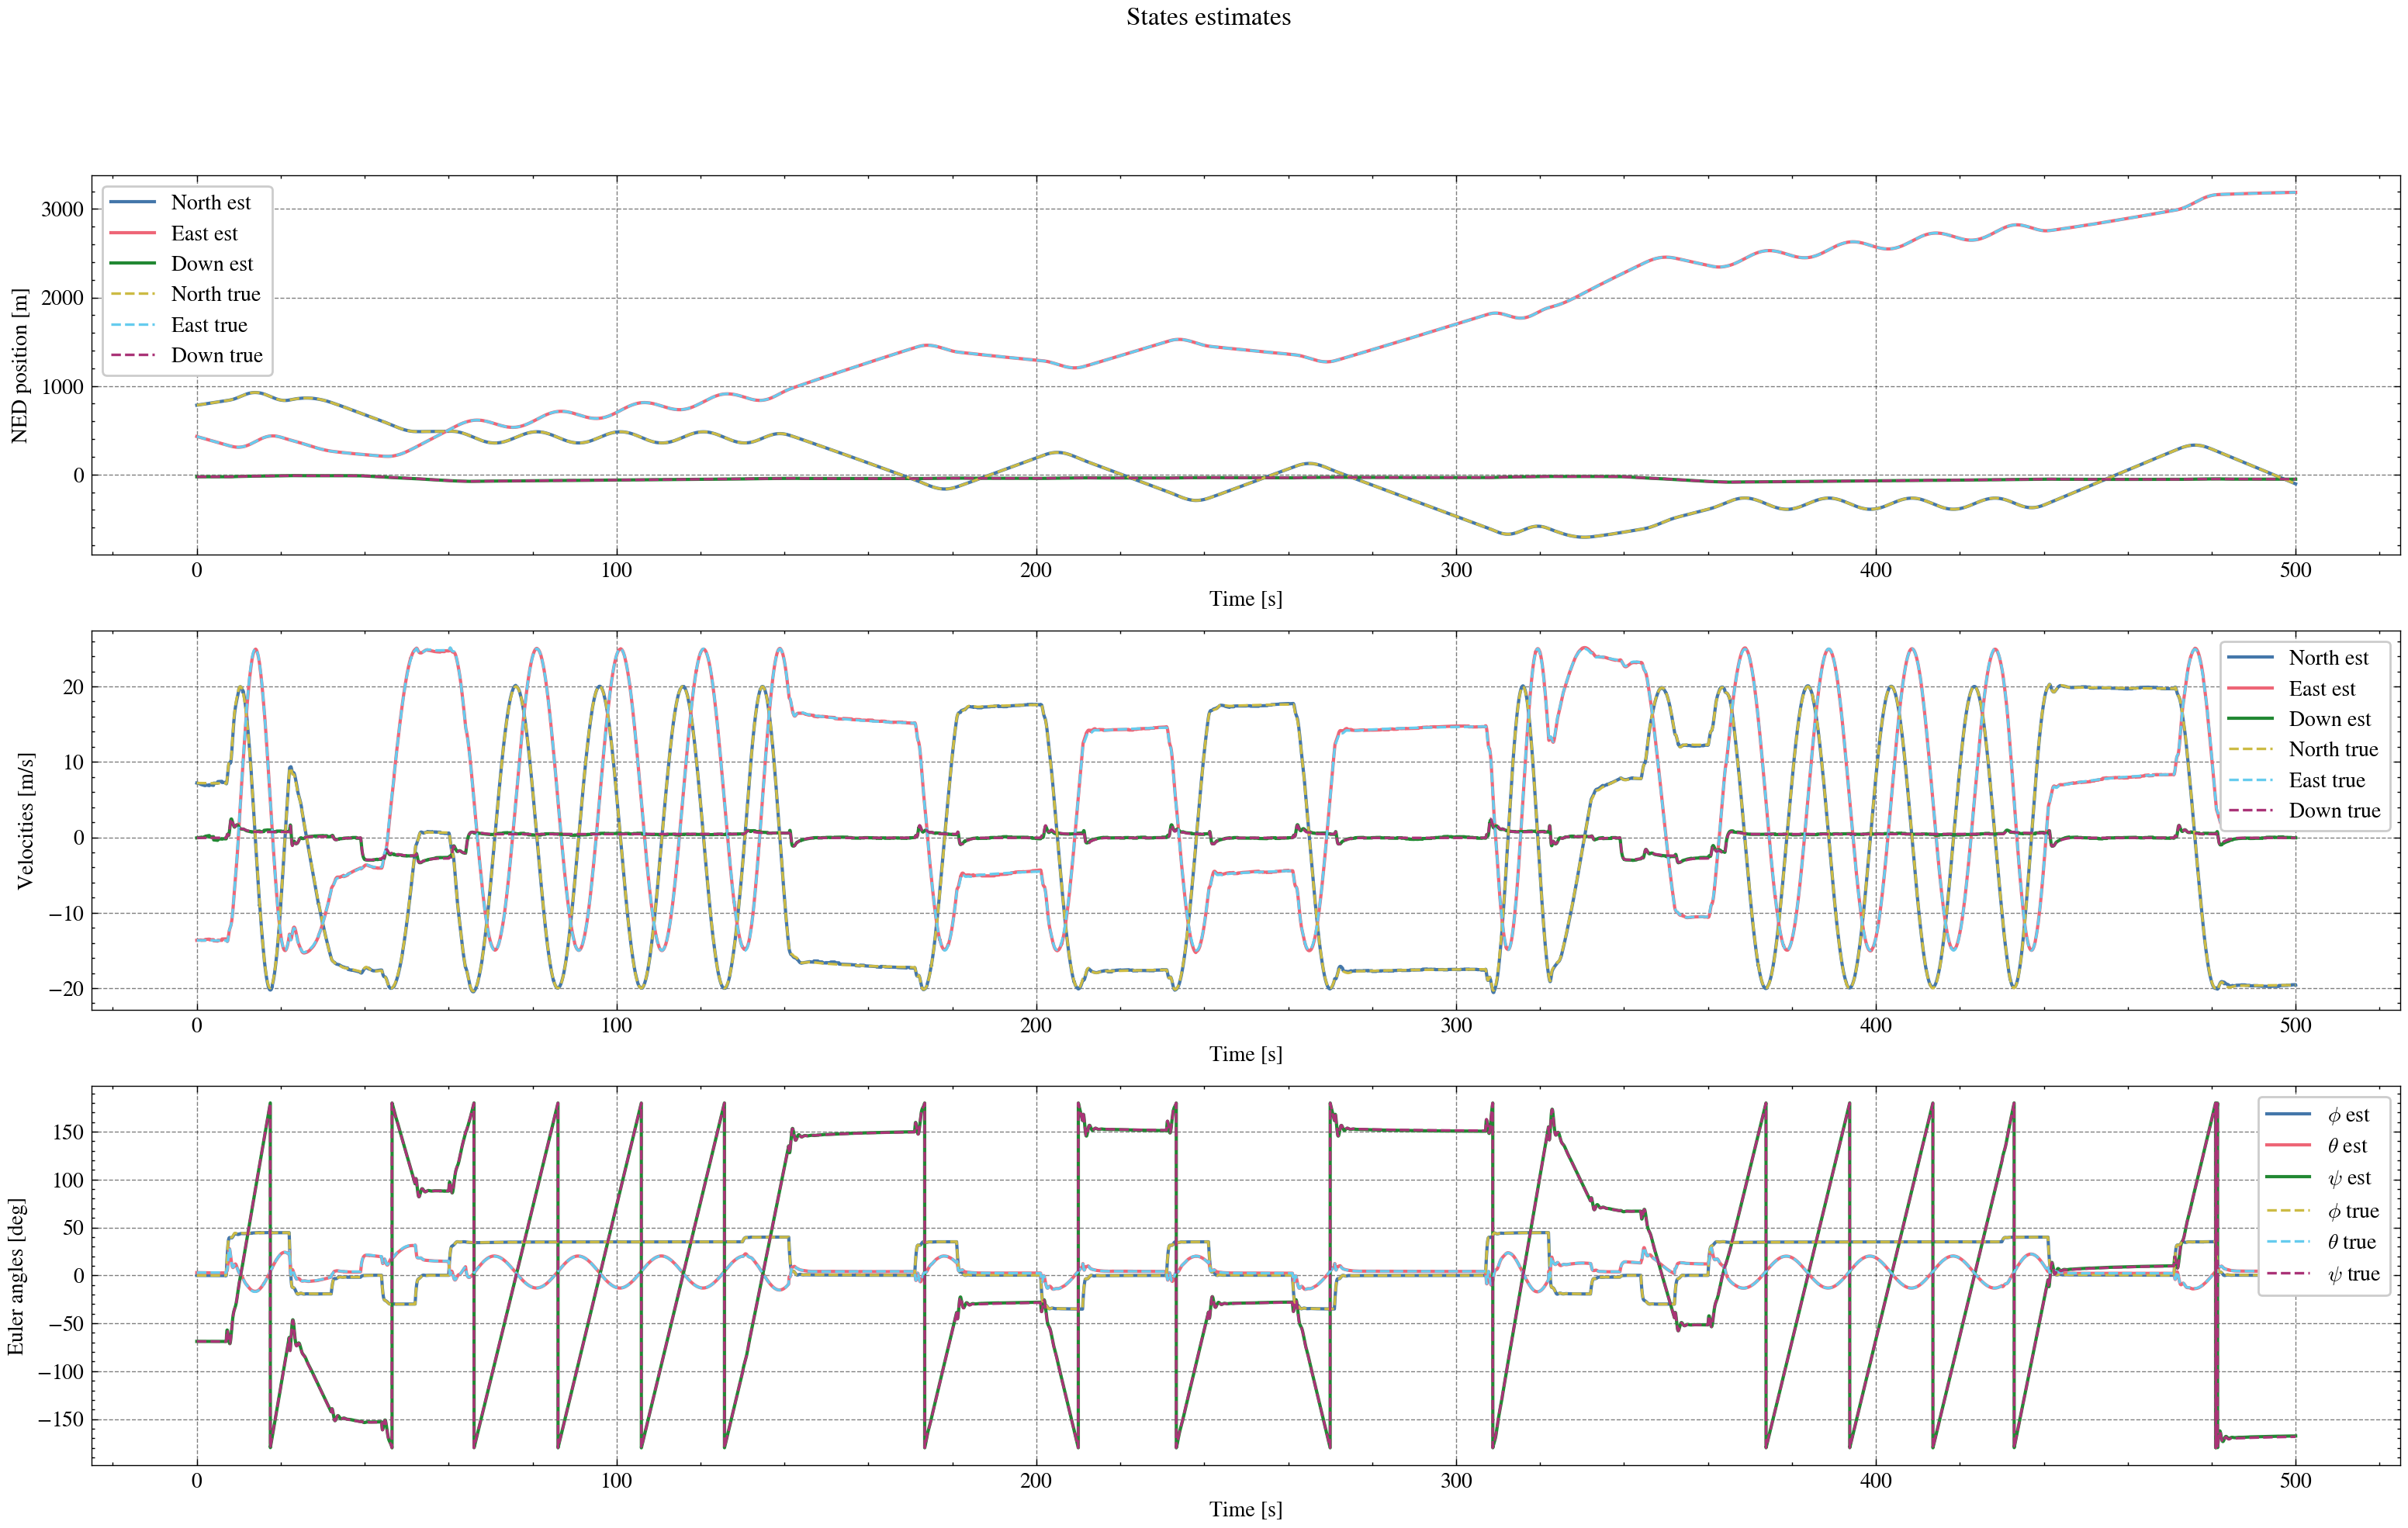 States estimates
NED position [m]
3000
2000
1000
0
North est
East est
Down est
North true
East true
Down true
0
100
200
300
400
500
Time [s]
Velocities [m/s]
20
10
0
−10
−20
North est
East est
Down est
North true
East true
Down true
0
100
200
300
400
500
Time [s]
Euler angles [deg]
150
100
50
0
−50
−100
−150
ϕ est
θ est
ψ est
ϕ true
θ true
ψ true
0
100
200
300
400
500
Time [s]